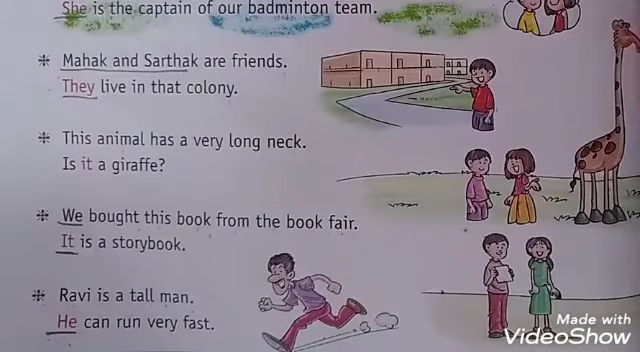 She is the captain of our badminton team.
* Mahak and Sarthak are friends.
They live in that colony.
* This animal has a very long neck.
Is it a giraffe?
* We bought this book from the book fair.
It is a storybook.
* Ravi is a tall man.
He can run very fast.
Made with
VideoShow